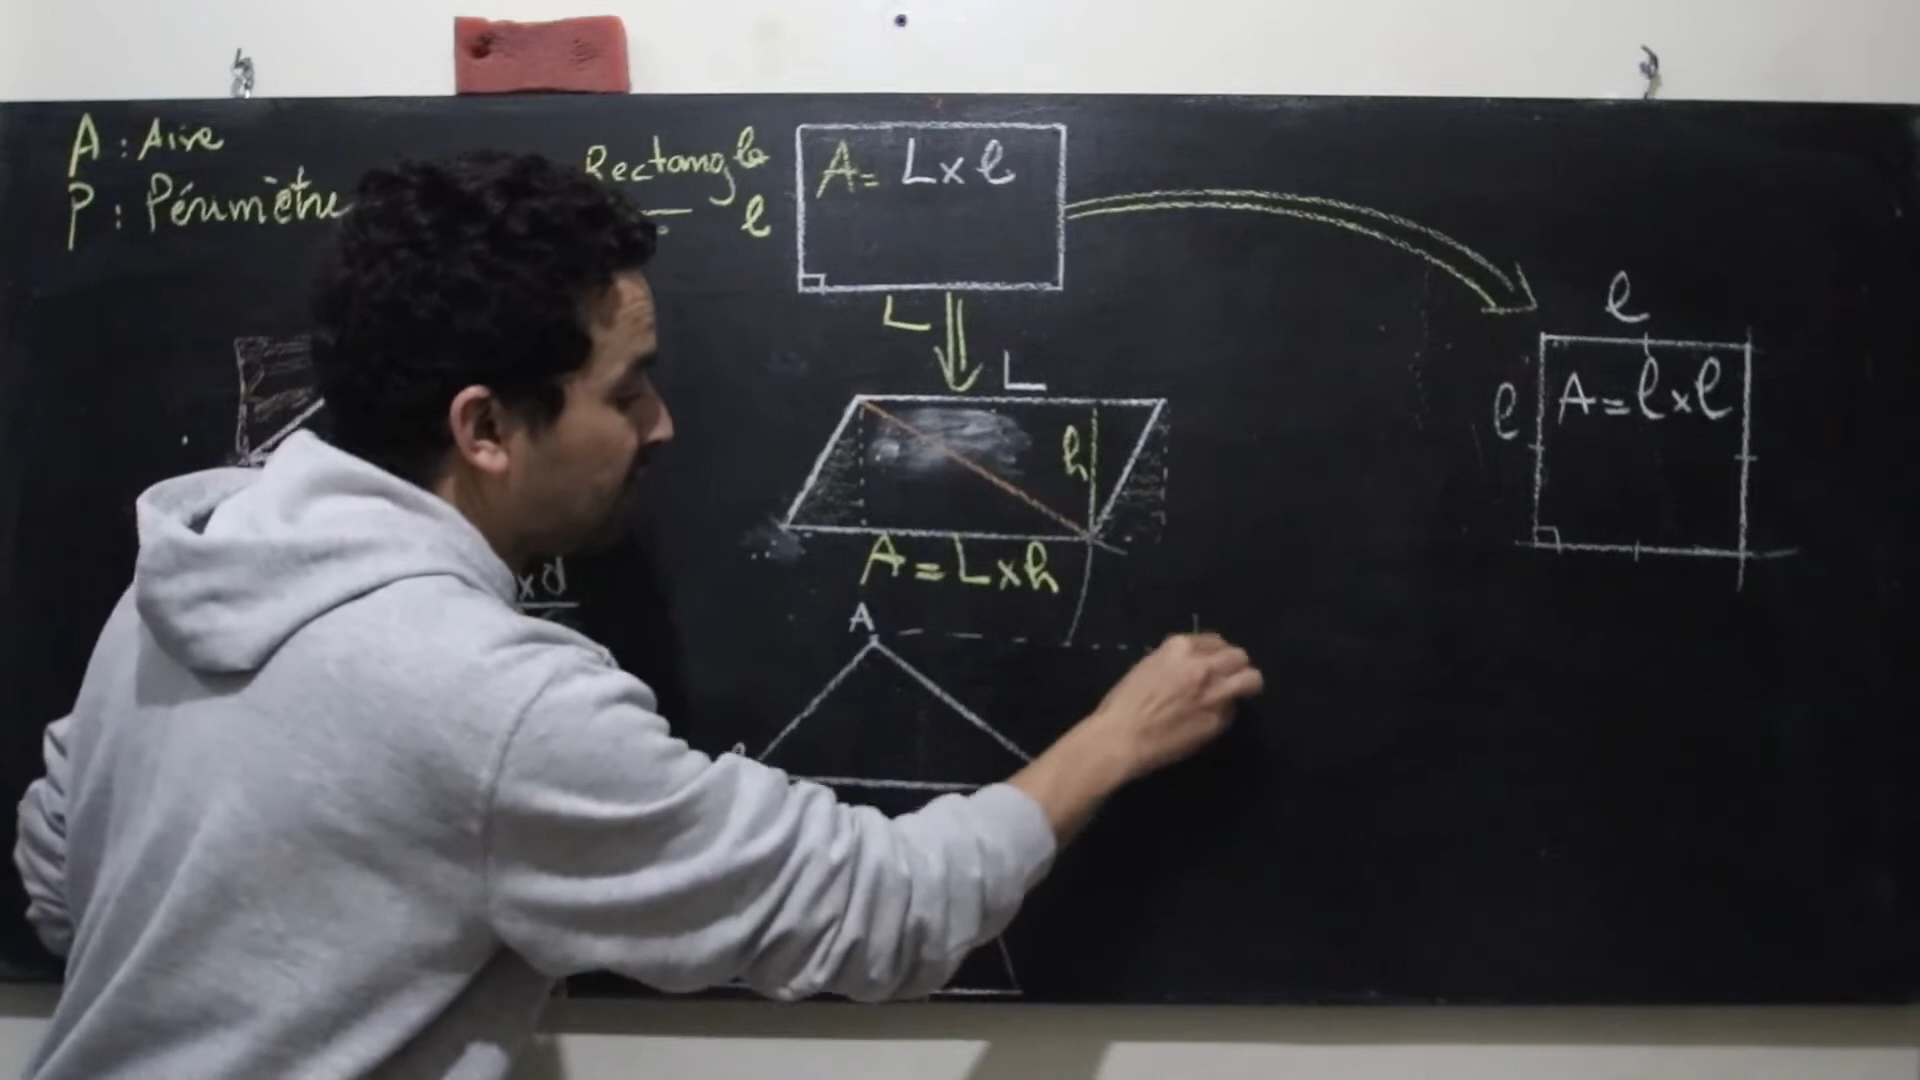 A : Aire
P : Périmètre
Rectangle
l
A = L x l
L
L
h
A = L x h
l
l
A = l x l
x d
A